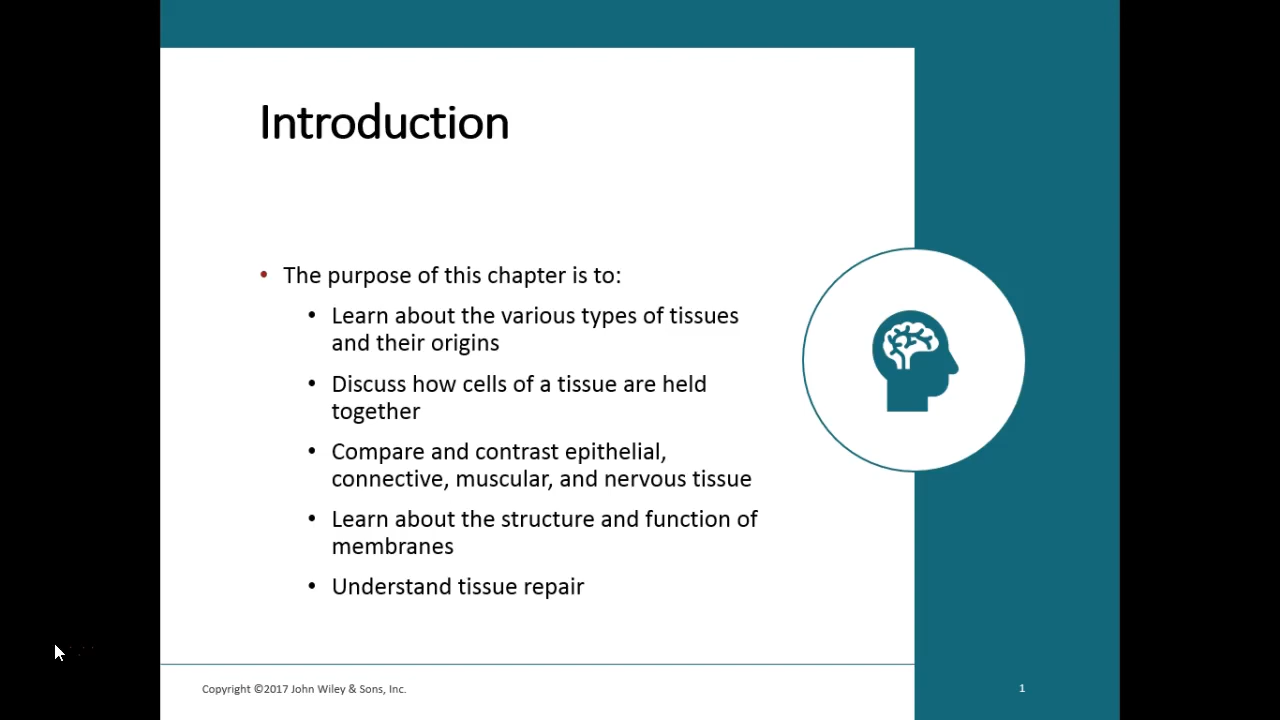 Introduction
• The purpose of this chapter is to:
• Learn about the various types of tissues
and their origins
• Discuss how cells of a tissue are held
together
• Compare and contrast epithelial,
connective, muscular, and nervous tissue
• Learn about the structure and function of
membranes
• Understand tissue repair
Copyright ©2017 John Wiley & Sons, Inc.
1